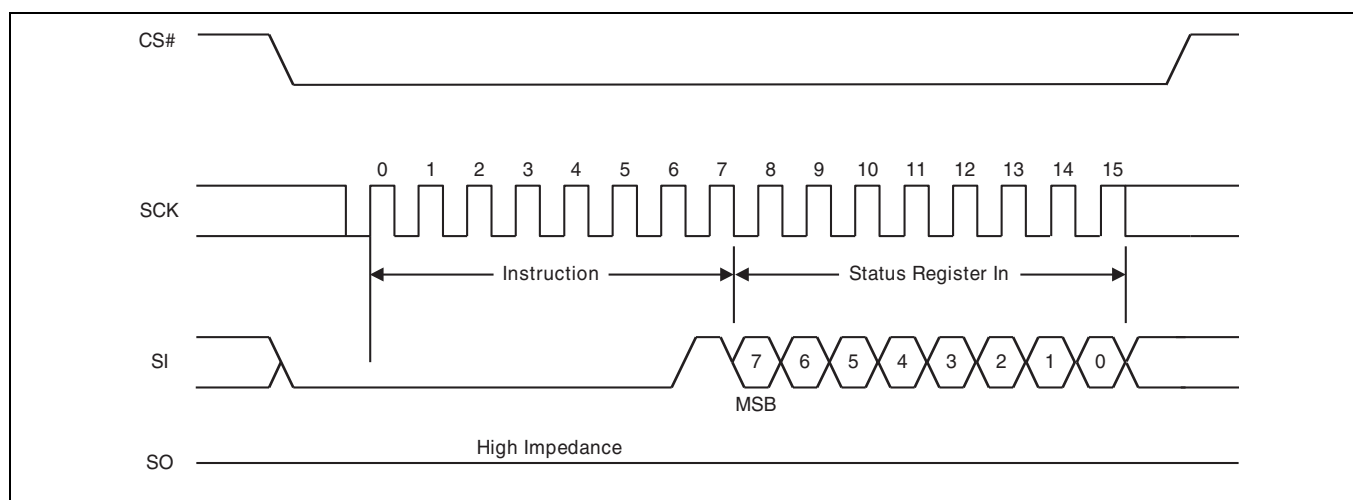 CS#
0 1 2 3 4 5 6 7 8 9 10 11 12 13 14 15
SCK
Instruction Status Register In
SI 7 6 5 4 3 2 1 0
MSB
High Impedance
SO